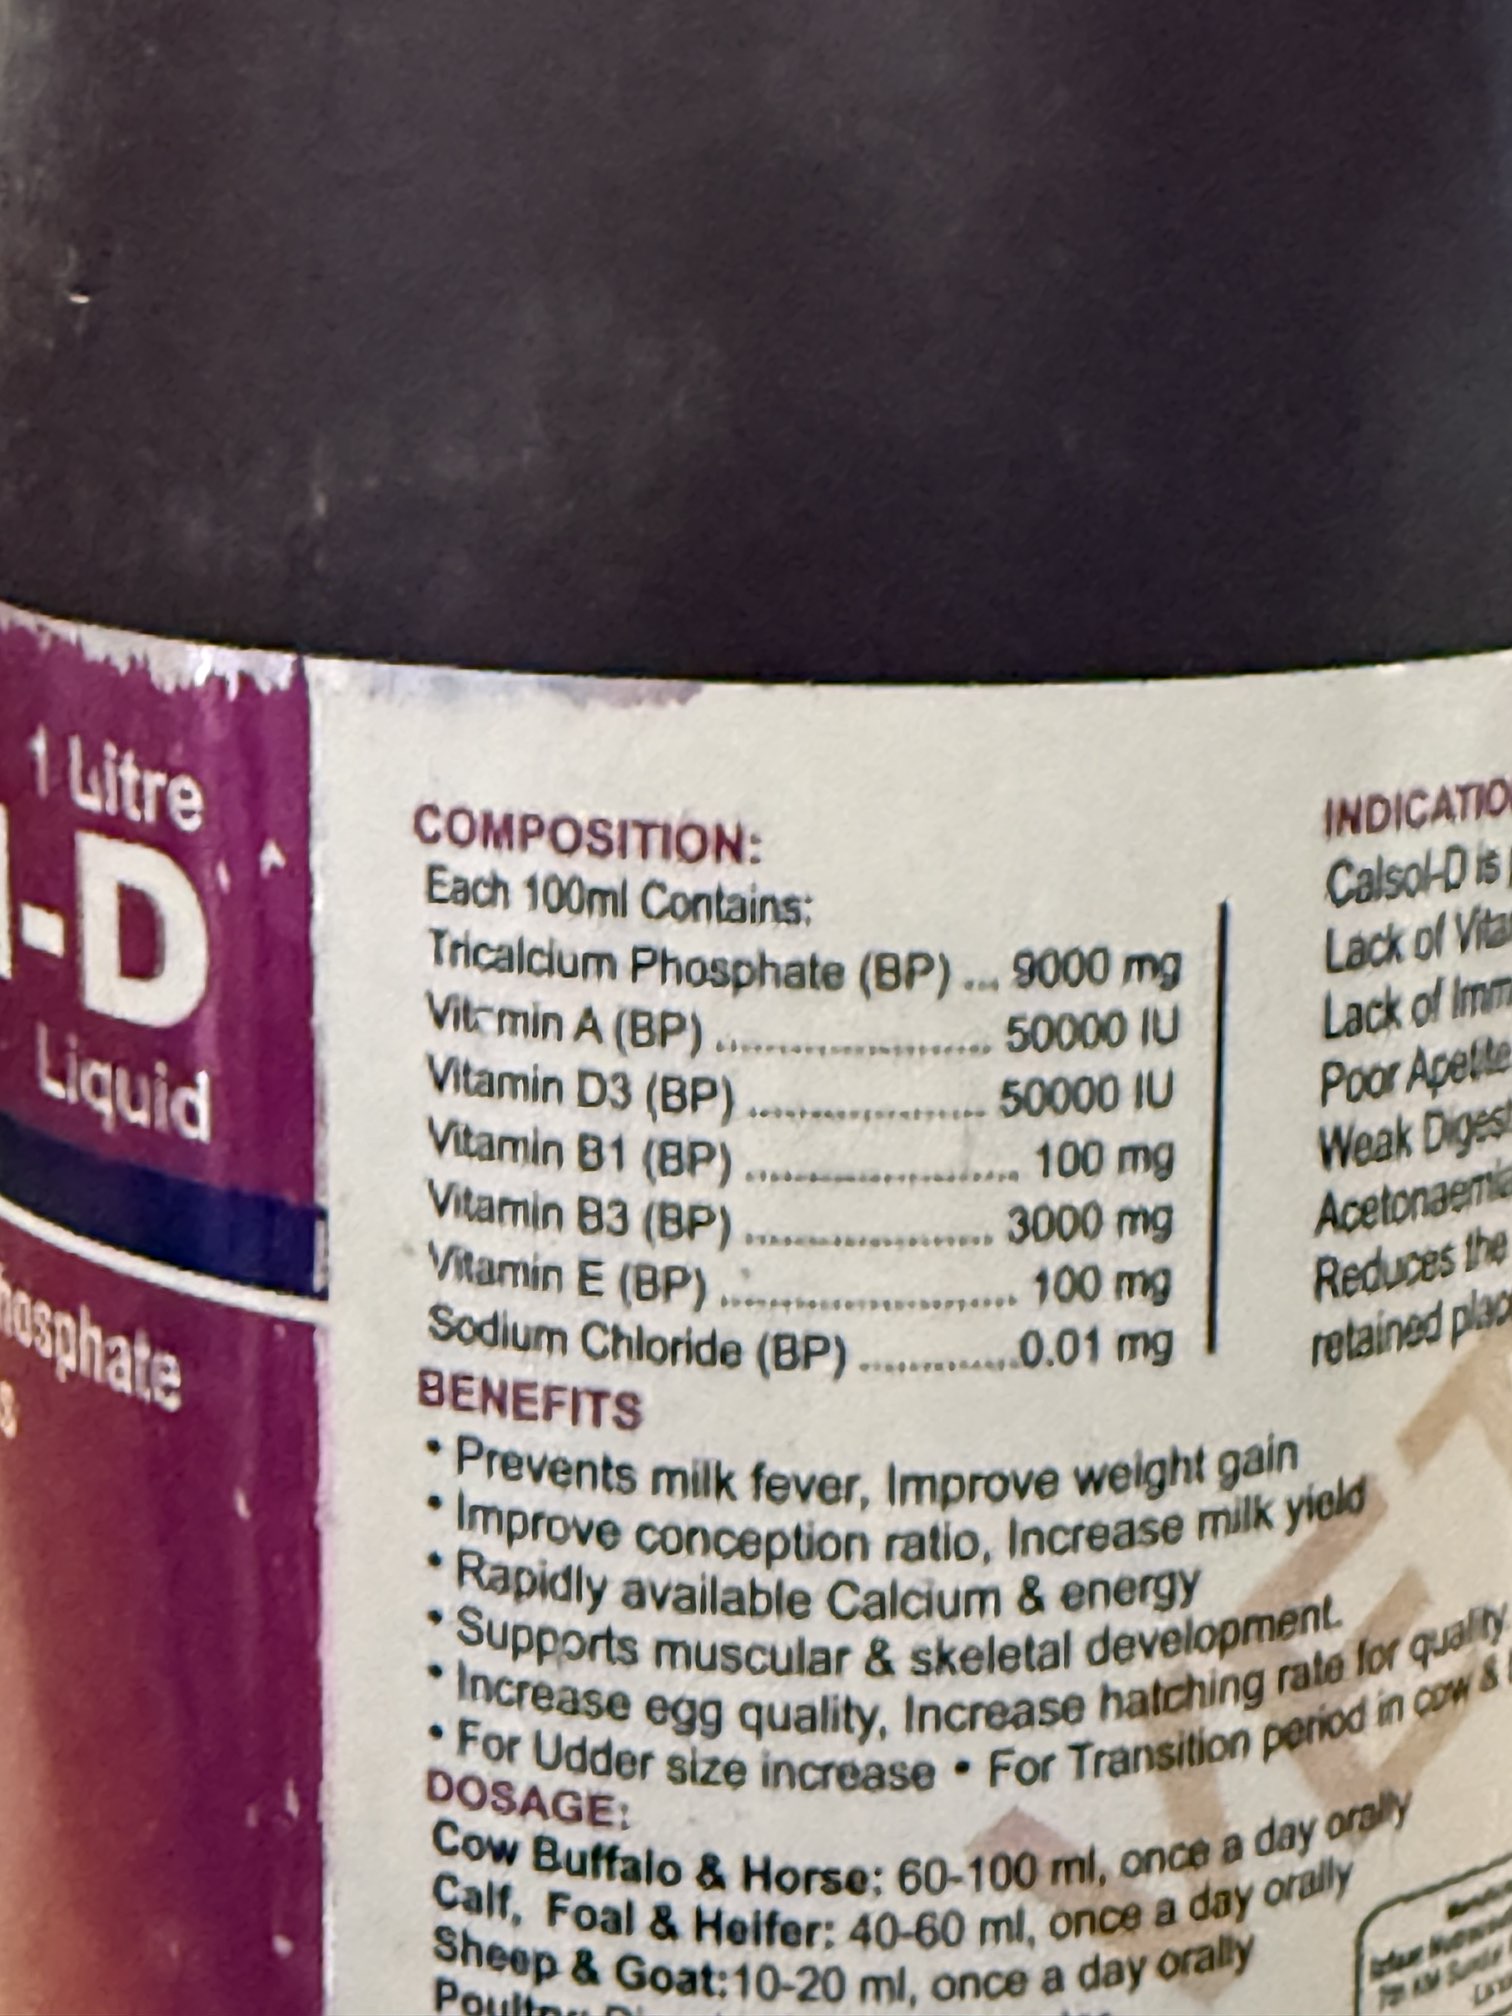 1 Litre
-D
Liquid
hosphate
s
COMPOSITION:
Each 100ml Contains:
Tricalcium Phosphate (BP) ... 9000 mg
Vitamin A (BP) ........................ 50000 IU
Vitamin D3 (BP) ..................... 50000 IU
Vitamin B1 (BP) ........................ 100 mg
Vitamin B3 (BP) ...................... 3000 mg
Vitamin E (BP) .......................... 100 mg
Sodium Chloride (BP) ..............0.01 mg
BENEFITS
• Prevents milk fever, Improve weight gain
• Improve conception ratio, Increase milk yield
• Rapidly available Calcium & energy
• Supports muscular & skeletal development.
• Increase egg quality, Increase hatching rate for quality
• For Udder size increase • For Transition period in cow &
DOSAGE:
Cow Buffalo & Horse: 60-100 ml, once a day orally
Calf, Foal & Heifer: 40-60 ml, once a day orally
Sheep & Goat:10-20 ml, once a day orally
INDICATIO
Calsol-D is
Lack of Vita
Lack of Imm
Poor Apetite
Weak Digest
Acetonaemia
Reduces the
retained plac
VET